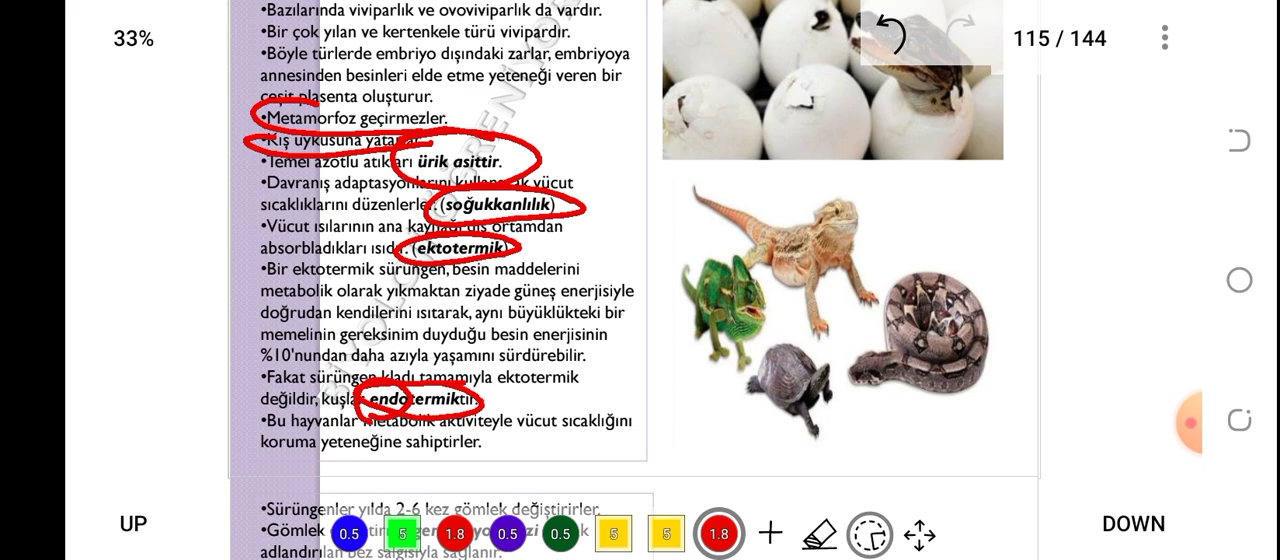 33%
115 / 144
•Bazılarında viviparlık ve ovoviviparlık da vardır.
•Bir çok yılan ve kertenkele türü vivipardır.
•Böyle türlerde embriyo dışındaki zarlar, embriyoya
annesinden besinleri elde etme yeteneği veren bir
çeşit plasenta oluşturur.
•Metamorfoz geçirmezler.
•Kış uykusuna yatarlar.
•Temel azotlu atıkları ürik asittir.
•Davranış adaptasyonlarını kullanarak vücut
sıcaklıklarını düzenlerler. (soğukkanlılık)
•Vücut ısılarının ana kaynağı dış ortamdan
absorbladıkları ısıdır. (ektotermik)
•Bir ektotermik sürüngen, besin maddelerini
metabolik olarak yıkmaktan ziyade güneş enerjisiyle
doğrudan kendilerini ısıtarak, aynı büyüklükteki bir
memelinin gereksinim duyduğu besin enerjisinin
%10'nundan daha azıyla yaşamını sürdürebilir.
•Fakat sürüngen kladı tamamıyla ektotermik
değildir, kuşlar endotermiktir.
•Bu hayvanlar metabolik aktiviteyle vücut sıcaklığını
koruma yeteneğine sahiptirler.
•Sürüngenler yılda 2-6 kez gömlek değiştirirler.
•Gömlek
adlandırılan bez salgısıyla sağlanır.
UP
0.5
5
1.8
0.5
0.5
5
5
1.8
DOWN